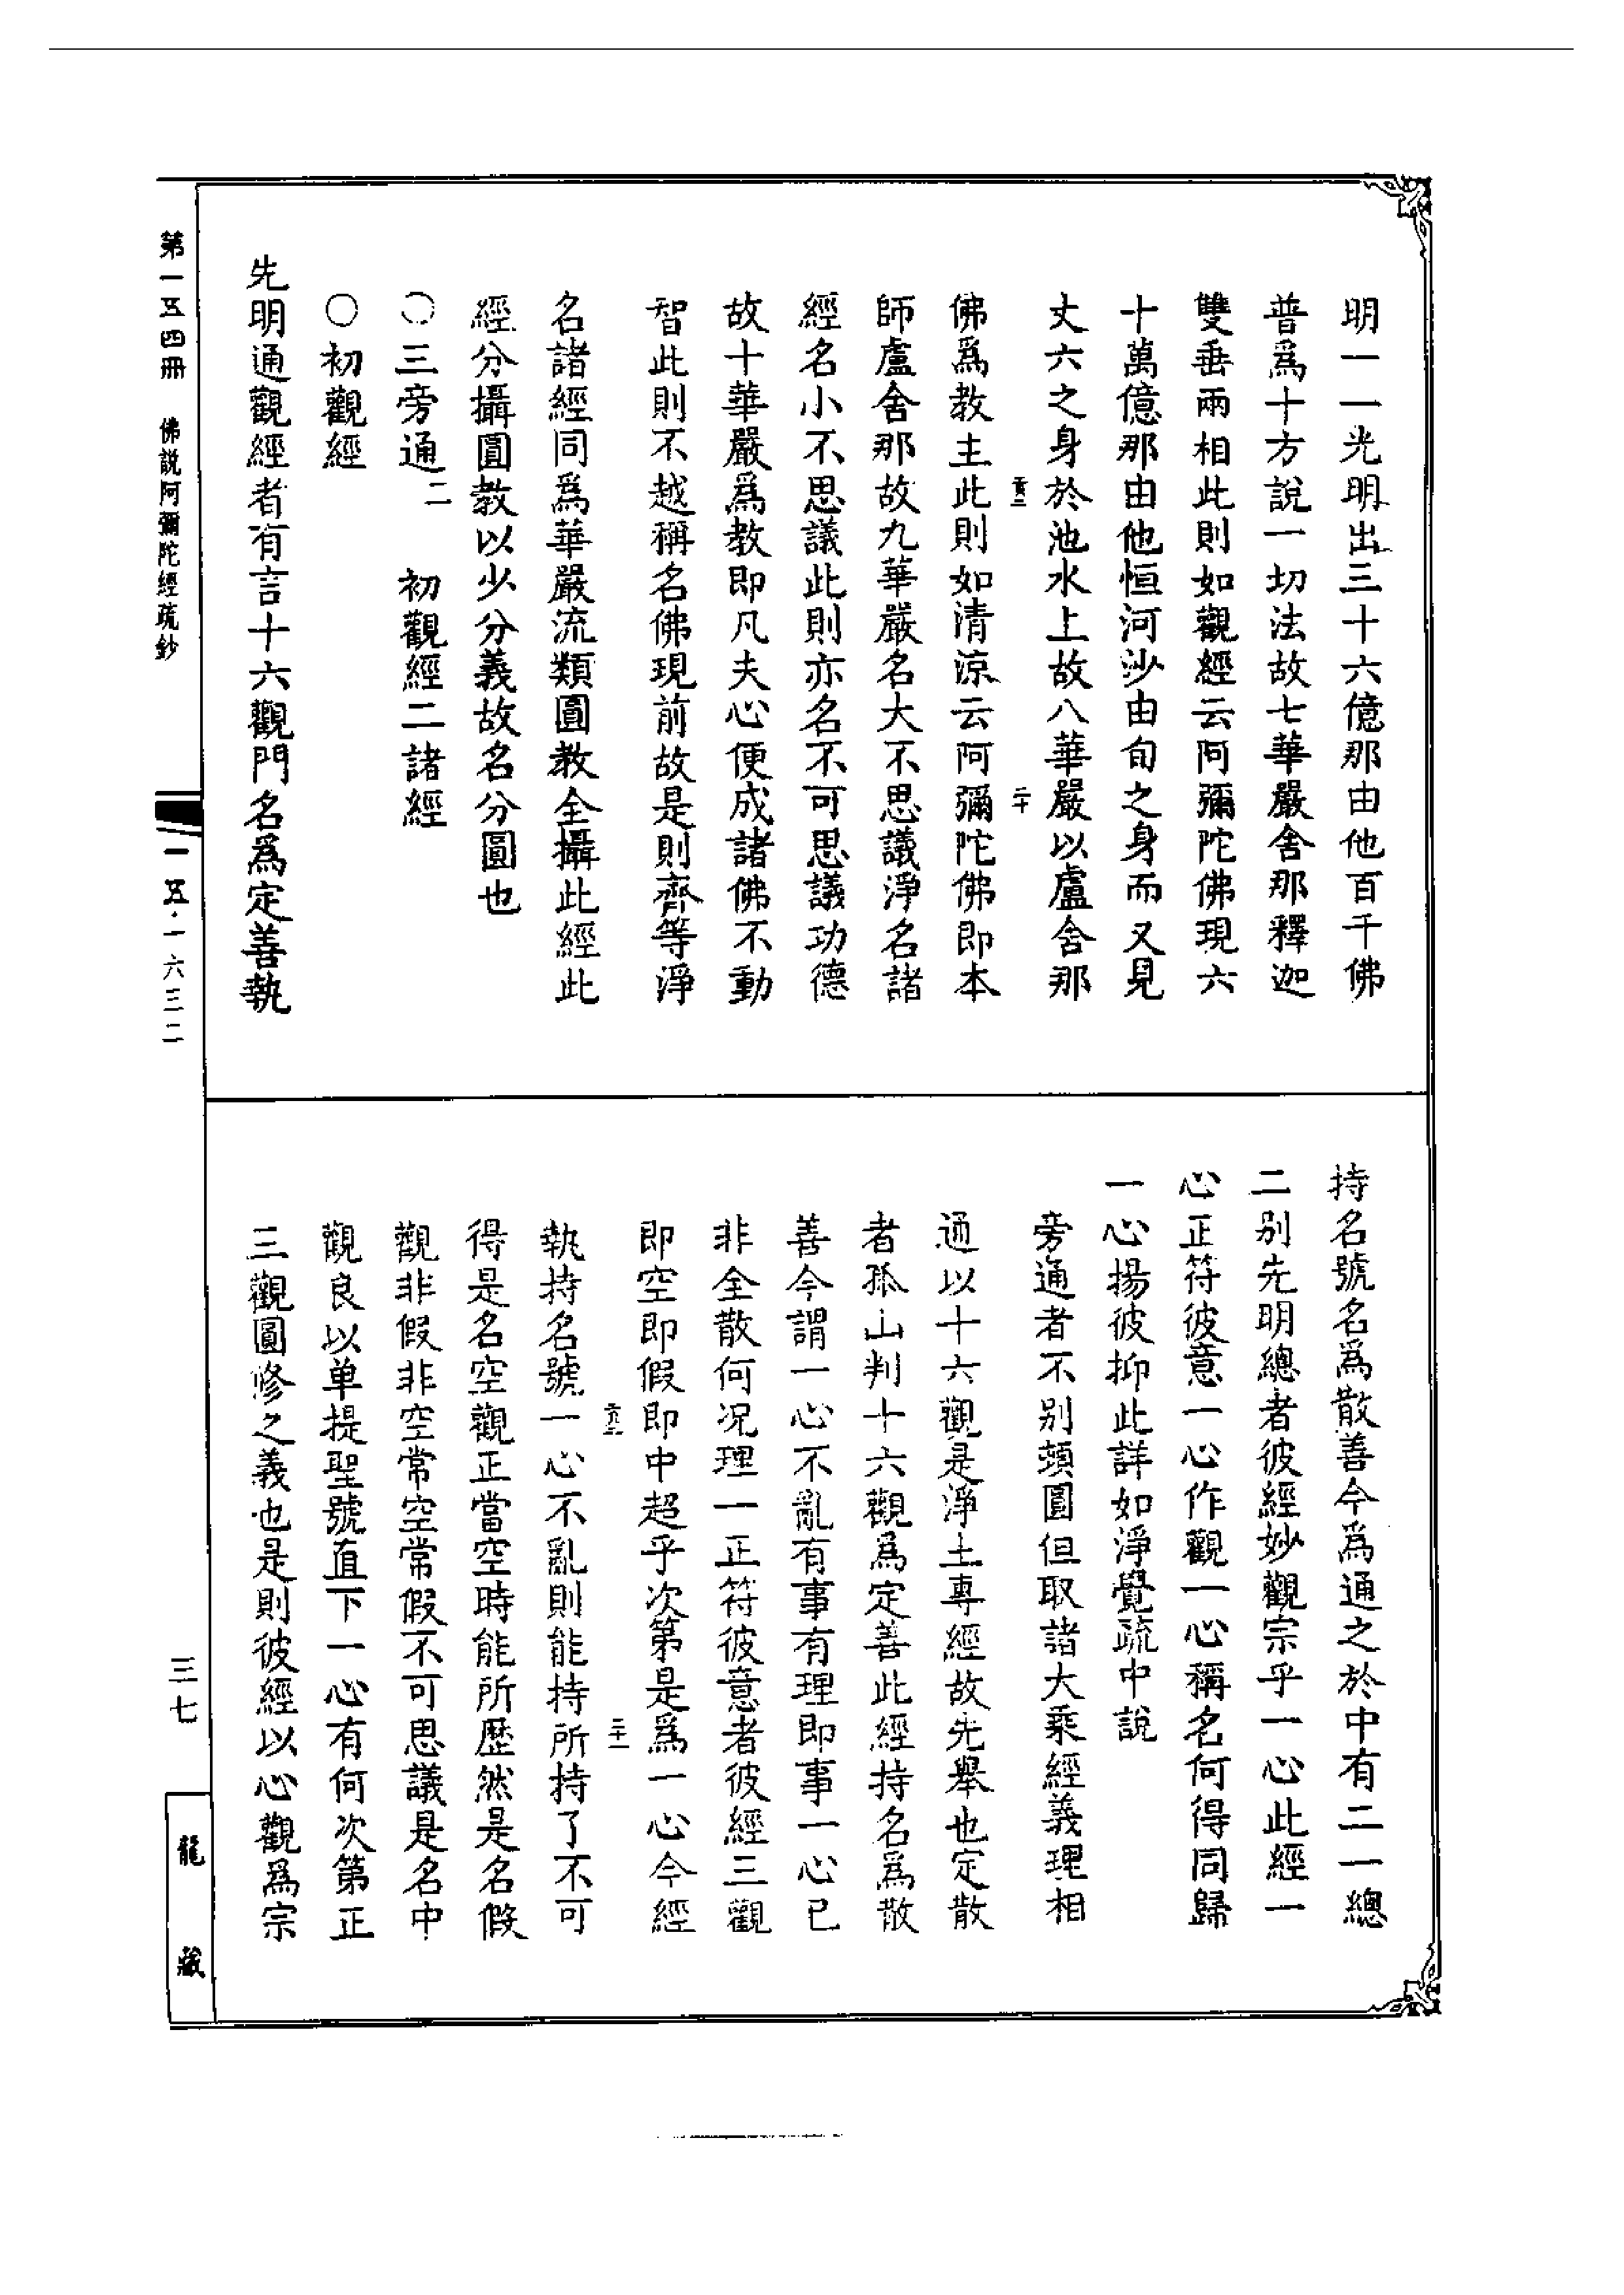 明一一光明出三十六億那由他百千佛
普爲十方說一切法故七華嚴舍那釋迦
雙垂兩相此則如觀經云阿彌陀佛現六
十萬億那由他恒河沙由旬之身而又見
丈六之身於池水上故八華嚴以盧舍那
佛爲教主此則如清涼云阿彌陀佛即本
師盧舍那故九華嚴名大不思議淨名諸
經名小不思議此則亦名不可思議功德
故十華嚴爲教即凡夫心便成諸佛不動
智此則不越稱名佛現前故是則齊等淨
名諸經同爲華嚴流類圓教全攝此經此
經分攝圓教以少分義故名分圓也
〇三旁通二 初觀經二諸經
〇初觀經
先明通觀經者有言十六觀門名爲定善執
持名號名爲散善今爲通之於中有二一總
二别先明總者彼經妙觀宗乎一心此經一
心正符彼意一心作觀一心稱名何得同歸
一心揚彼抑此詳如淨覺疏中說
旁通者不别頞圓但取諸大乘經義理相
通以十六觀是淨土專經故先舉也定散
者孤山判十六觀爲定善此經持名爲散
善今謂一心不亂有事有理即事一心已
非全散何况理一正符彼意者彼經三觀
即空即假即中超乎次第是爲一心今經
執持名號一心不亂則能持所持了不可
得是名空觀正當空時能所歷然是名假
觀非假非空常空常假不可思議是名中
觀良以单提聖號直下一心有何次第正
三觀圓修之義也是則彼經以心觀爲宗
第一五四冊 佛說阿彌陀經疏鈔
一五·一六三二
三七
龍藏